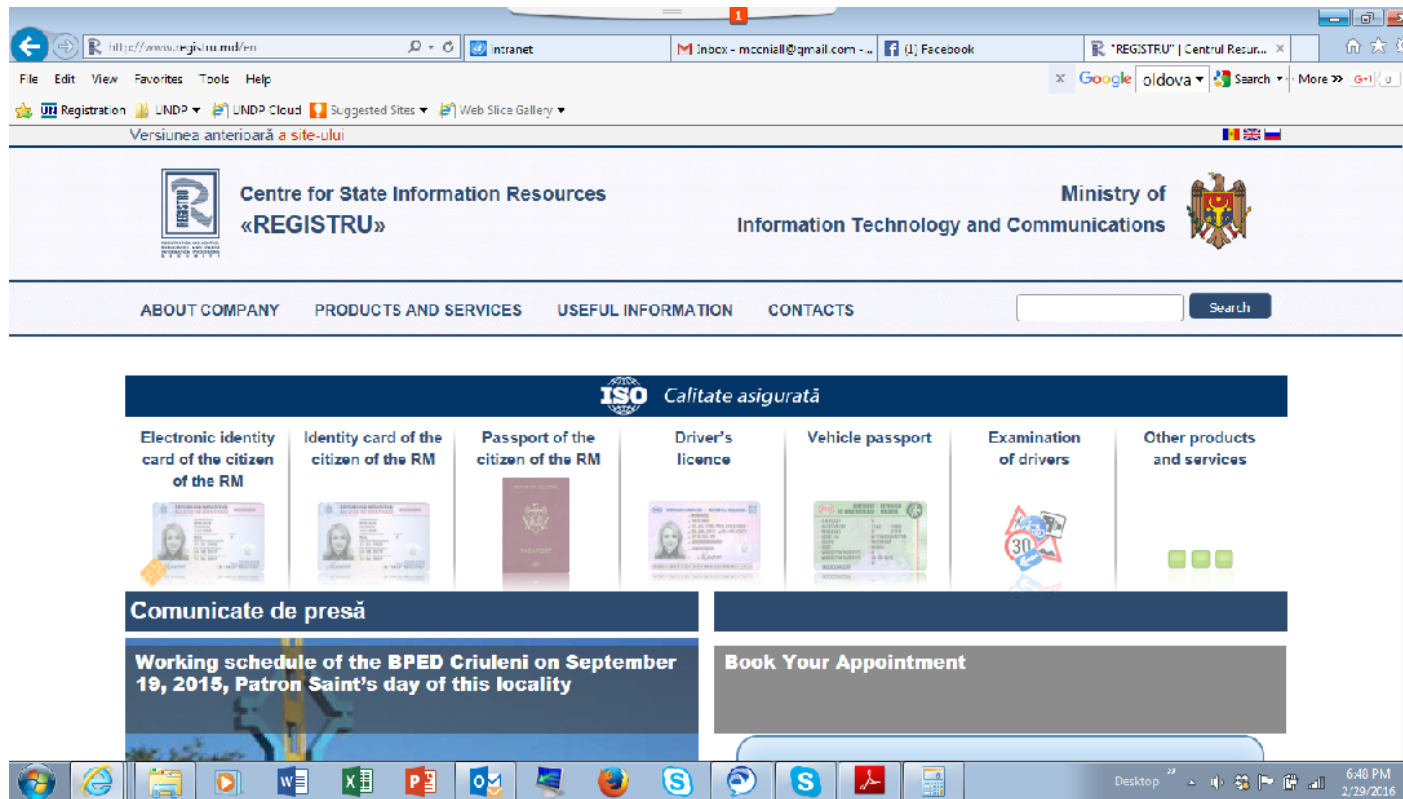 1
http://www.registru.md/en
intranet
Inbox - mccniall@gmail.com -...
(1) Facebook
"REGISTRU" | Centrul Resur...
File Edit View Favorites Tools Help
x Google oldova Search More »
G+1
Registration UNDP UNDP Cloud Suggested Sites Web Slice Gallery
Versiunea anterioară a site-ului
REGISTRU
Centre for State Information Resources
«REGISTRU»
Ministry of
Information Technology and Communications
ABOUT COMPANY PRODUCTS AND SERVICES USEFUL INFORMATION CONTACTS
Search
ISO Calitate asigurată
Electronic identity
card of the citizen
of the RM
Identity card of the
citizen of the RM
Passport of the
citizen of the RM
Driver's
licence
Vehicle passport
Examination
of drivers
Other products
and services
PAȘAPORT
30
Comunicate de presă
Working schedule of the BPED Criuleni on September
19, 2015, Patron Saint's day of this locality
Book Your Appointment
Desktop »
6:48 PM
2/29/2016